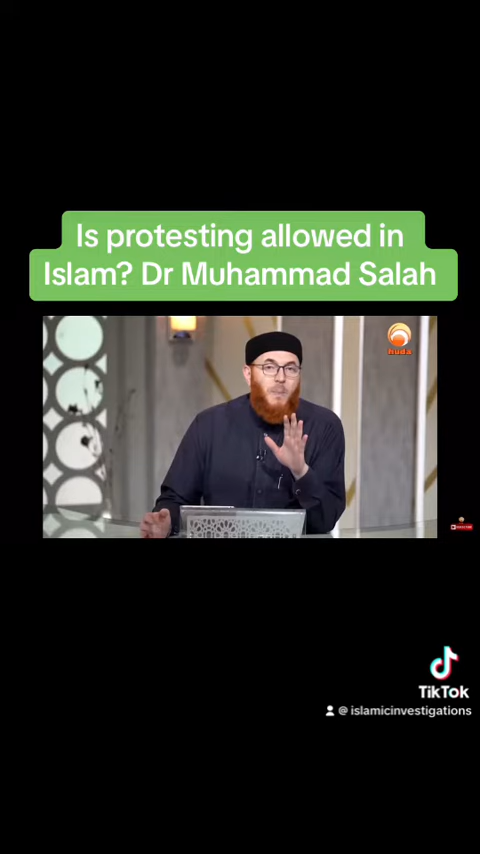 Is protesting allowed in
Islam? Dr Muhammad Salah
huda
TikTok
@ islamicinvestigations